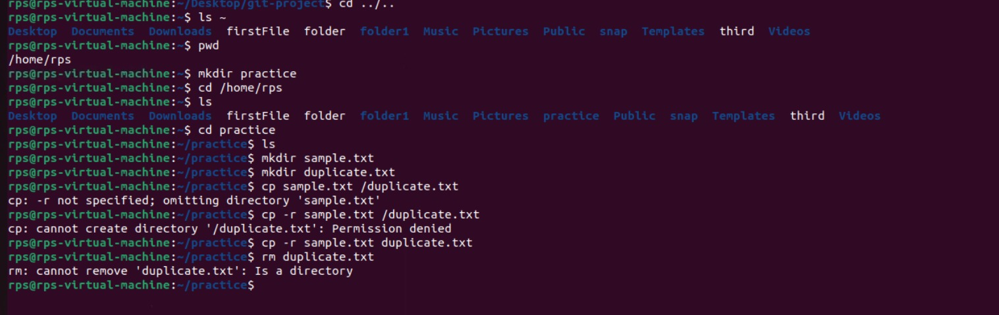 rps@rps-virtual-machine:~/Desktop/git-project$ cd ../..
rps@rps-virtual-machine:~$ ls ~
Desktop  Documents  Downloads  firstFile  folder  folder1  Music  Pictures  Public  snap  Templates  third  Videos
rps@rps-virtual-machine:~$ pwd
/home/rps
rps@rps-virtual-machine:~$ mkdir practice
rps@rps-virtual-machine:~$ cd /home/rps
rps@rps-virtual-machine:~$ ls
Desktop  Documents  Downloads  firstFile  folder  folder1  Music  Pictures  practice  Public  snap  Templates  third  Videos
rps@rps-virtual-machine:~$ cd practice
rps@rps-virtual-machine:~/practice$ ls
rps@rps-virtual-machine:~/practice$ mkdir sample.txt
rps@rps-virtual-machine:~/practice$ mkdir duplicate.txt
rps@rps-virtual-machine:~/practice$ cp sample.txt /duplicate.txt
cp: -r not specified; omitting directory 'sample.txt'
rps@rps-virtual-machine:~/practice$ cp -r sample.txt /duplicate.txt
cp: cannot create directory '/duplicate.txt': Permission denied
rps@rps-virtual-machine:~/practice$ cp -r sample.txt duplicate.txt
rps@rps-virtual-machine:~/practice$ rm duplicate.txt
rm: cannot remove 'duplicate.txt': Is a directory
rps@rps-virtual-machine:~/practice$